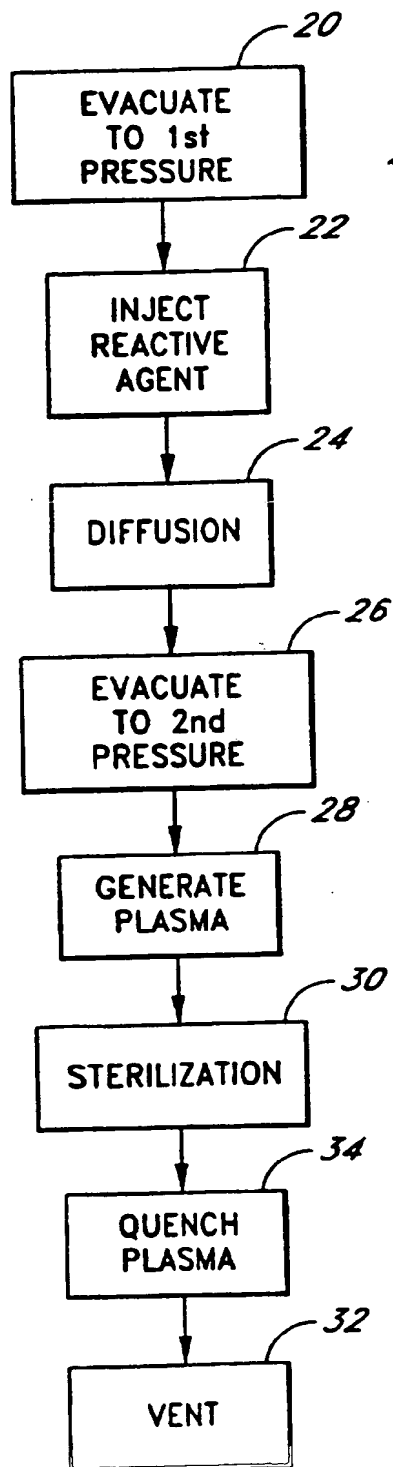 20
EVACUATE
TO 1st
PRESSURE
22
INJECT
REACTIVE
AGENT
24
DIFFUSION
26
EVACUATE
TO 2nd
PRESSURE
28
GENERATE
PLASMA
30
STERILIZATION
34
QUENCH
PLASMA
32
VENT